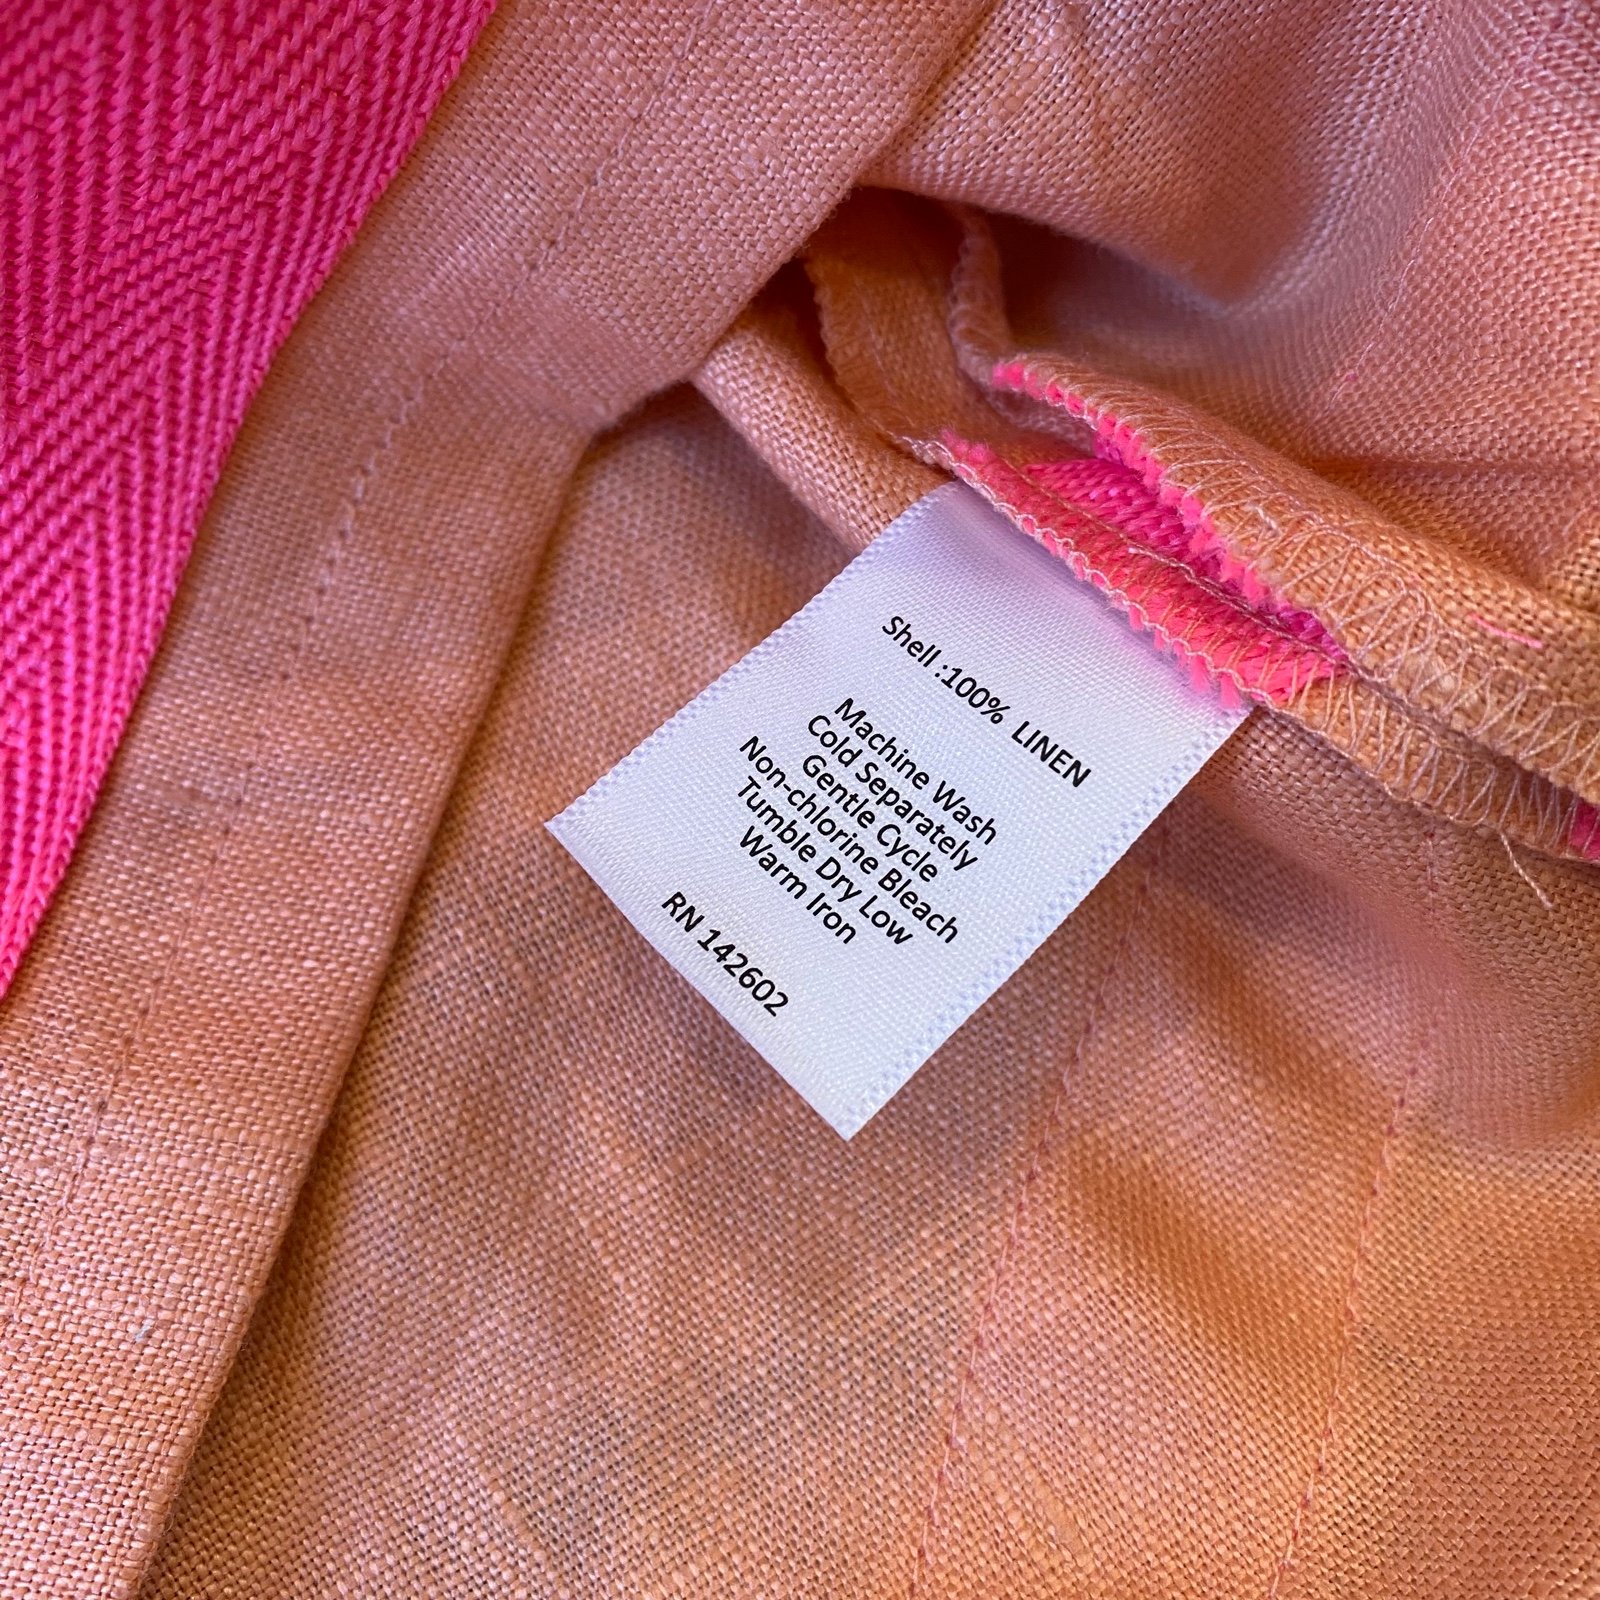 Shell :100% LINEN
Machine Wash
Cold Separately
Gentle Cycle
Non-chlorine Bleach
Tumble Dry Low
Warm Iron
RN 142602